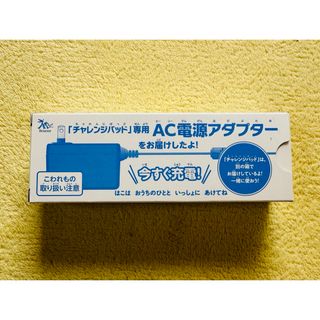 「チャレンジパッド」専用 AC電源アダプター
をお届けしたよ!
今すぐ充電!
こわれもの
取り扱い注意
「チャレンジパッド」は、
別の箱で
お届けしているよ!
一緒に使おう!
はこは おうちのひとと いっしょに あけてね